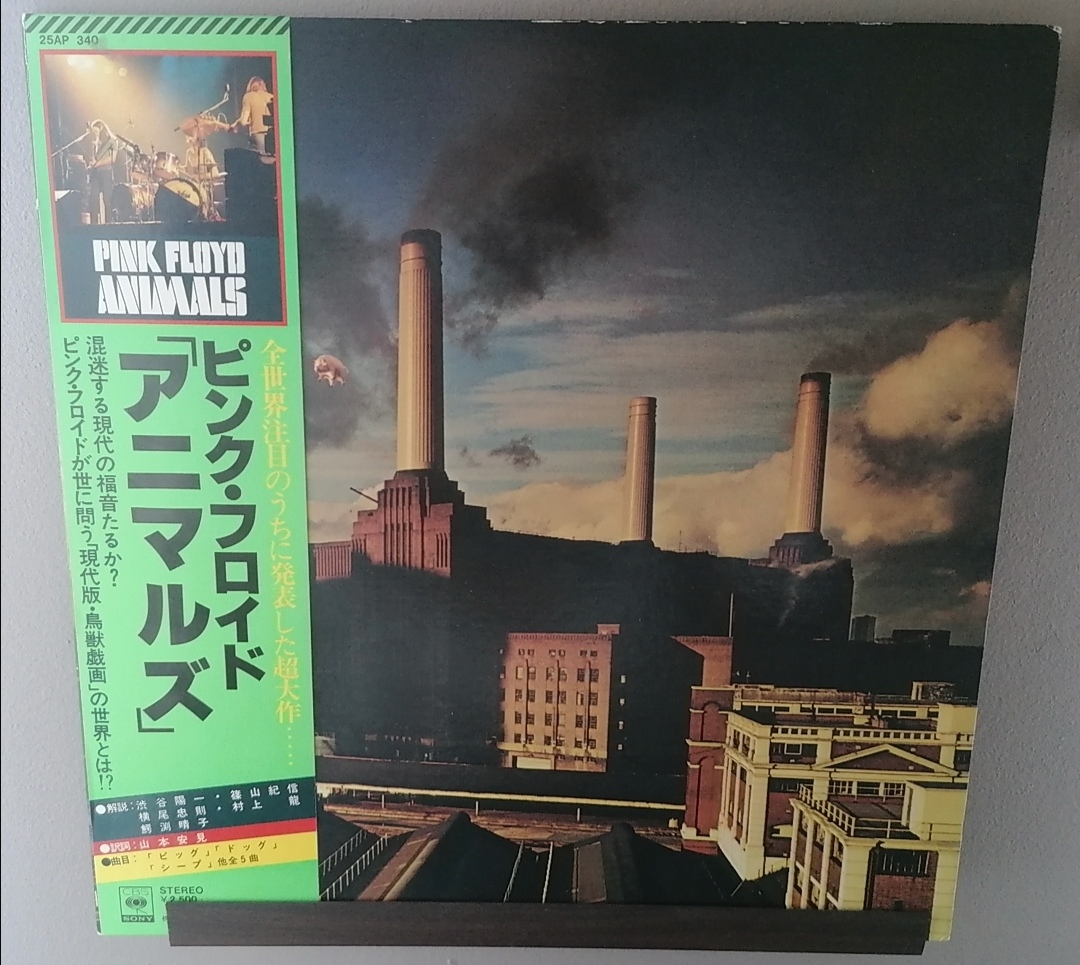 25AP 340
PINK FLOYD
ANIMALS
全世界注目のうちに発表した超大作……
ピンク・フロイド
「アニマルズ」
混迷する現代の福音たるか?
ピンク・フロイドが世に問う「現代版・鳥獣戯画」の世界とは!?
●解説:渋谷陽一・篠山紀信
横尾忠則・村上龍
鰐淵晴子
●訳詞:山本安見
●曲目:「ピッグ」「ドッグ」
「シープ」他全5曲
CBS
SONY
STEREO
¥2,500